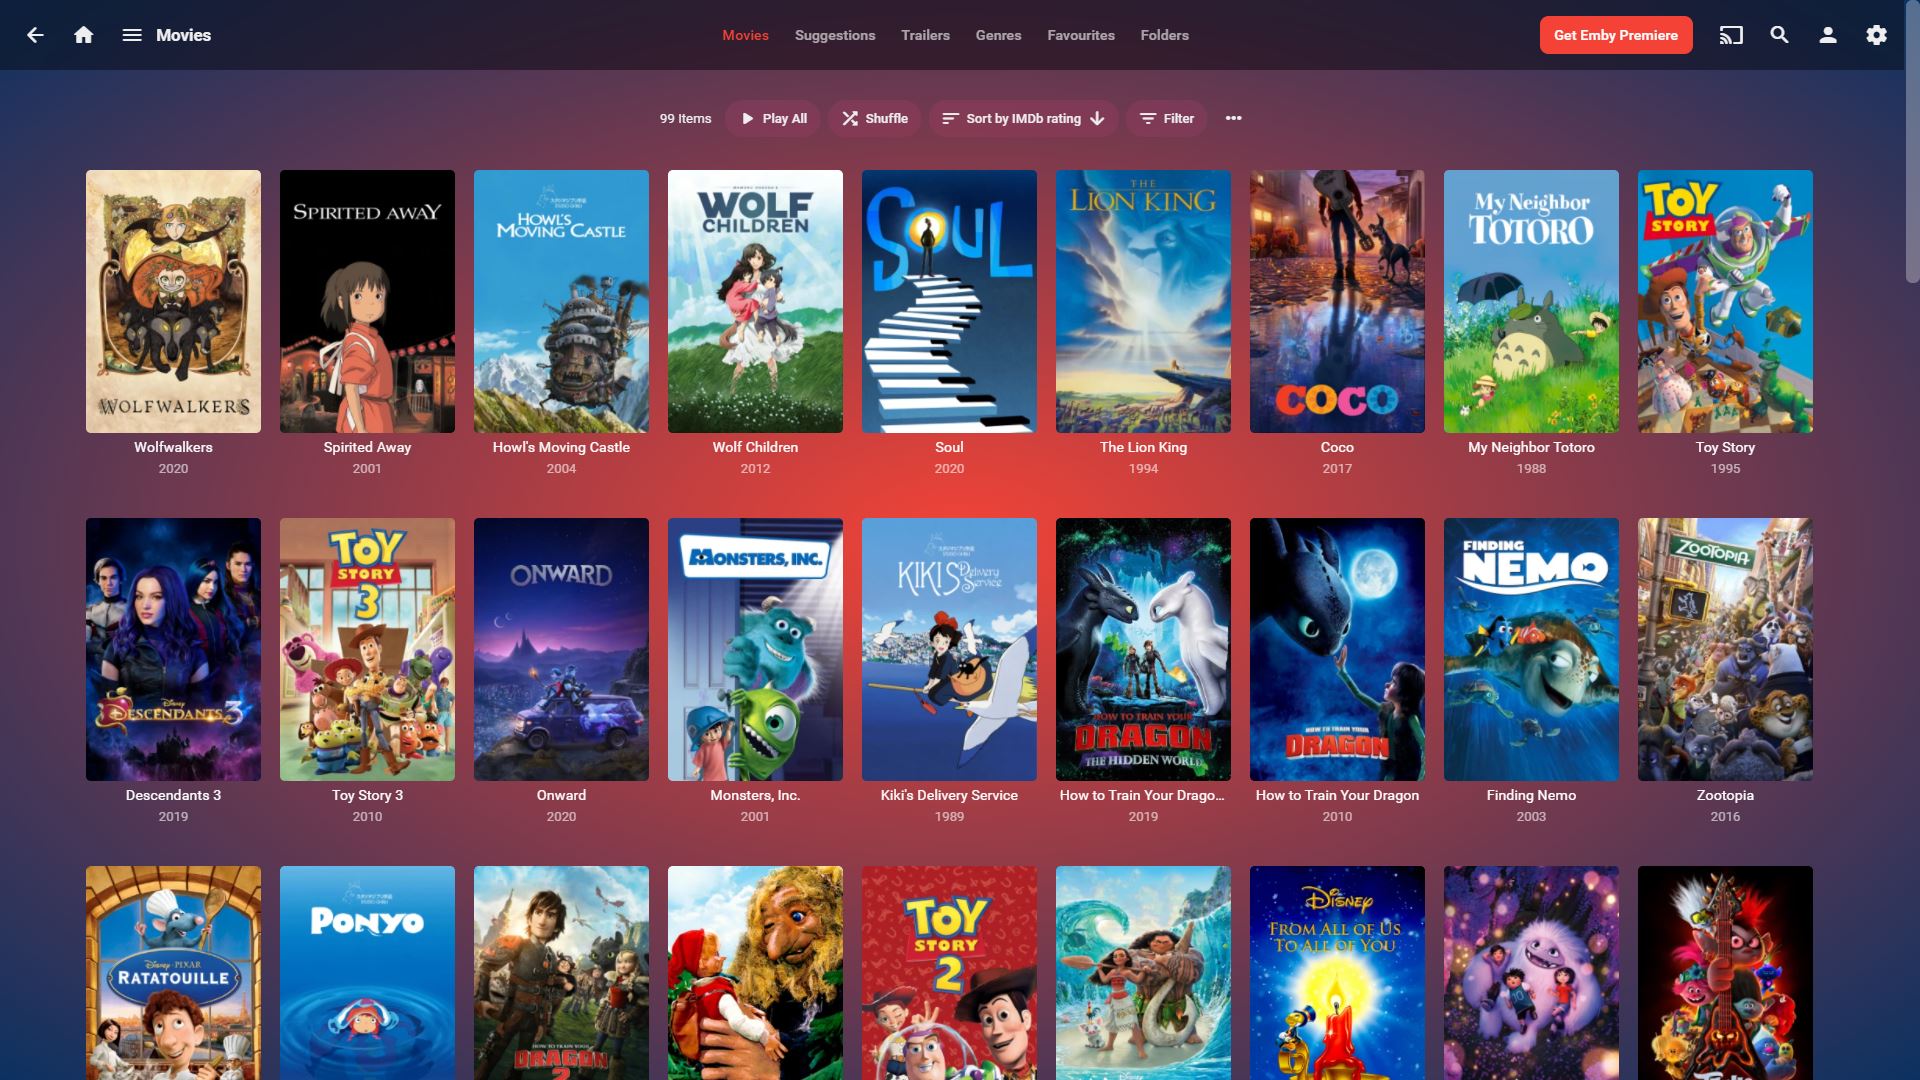 Movies
Movies Suggestions Trailers Genres Favourites Folders
Get Emby Premiere
99 Items Play All Shuffle Sort by IMDb rating Filter
WOLFWALKERS
SPIRITED AWAY
HOWL'S
MOVING CASTLE
WOLF
CHILDREN
SOUL
THE
LION KING
COCO
My Neighbor
TOTORO
TOY
STORY
Wolfwalkers
2020
Spirited Away
2001
Howl's Moving Castle
2004
Wolf Children
2012
Soul
2020
The Lion King
1994
Coco
2017
My Neighbor Totoro
1988
Toy Story
1995
Disney
DESCENDANTS 3
TOY
STORY
3
ONWARD
MONSTERS, INC.
KIKI'S Delivery
Service
HOW TO TRAIN YOUR
DRAGON
THE HIDDEN WORLD
HOW TO TRAIN YOUR
DRAGON
FINDING
NEMO
ZOOTOPIA
Descendants 3
2019
Toy Story 3
2010
Onward
2020
Monsters, Inc.
2001
Kiki's Delivery Service
1989
How to Train Your Drago...
2019
How to Train Your Dragon
2010
Finding Nemo
2003
Zootopia
2016
Disney · PIXAR
RATATOUILLE
PONYO
HOW TO TRAIN YOUR
DRAGON
2
TOY
STORY
2
Disney
Disney
FROM ALL OF US
TO ALL OF YOU